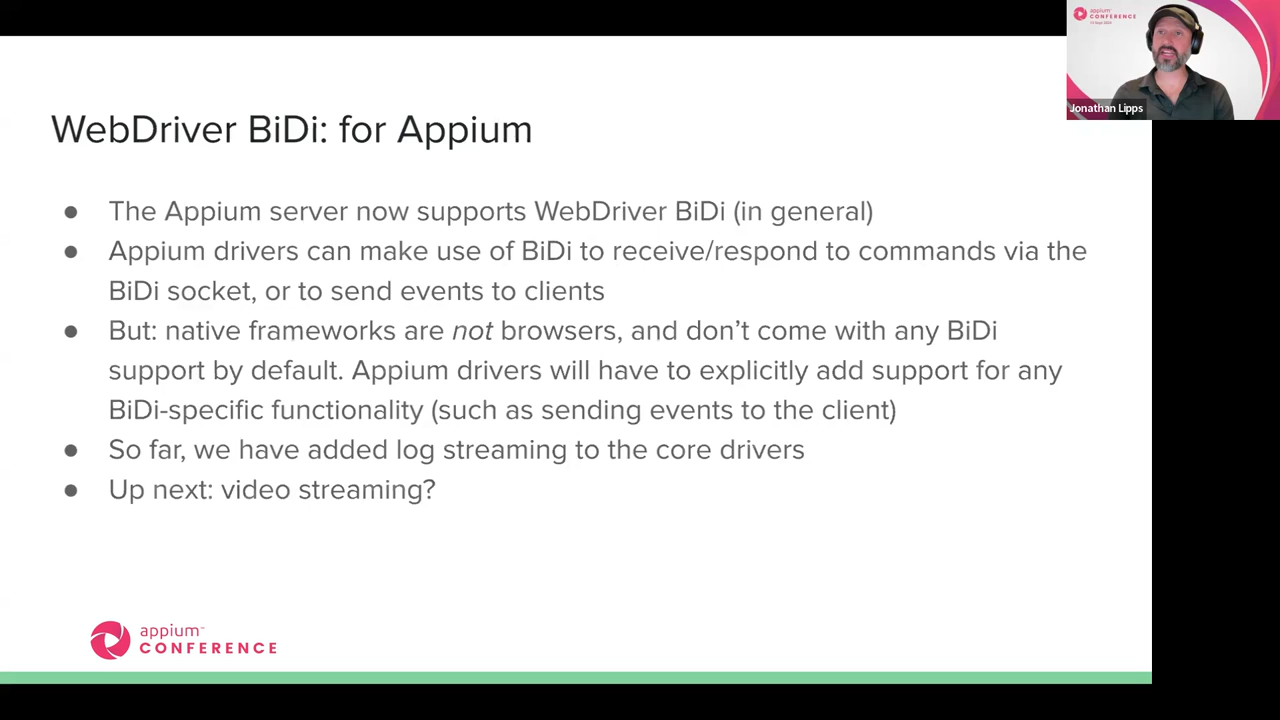 appium™
CONFERENCE
Jonathan Lipps
WebDriver BiDi: for Appium
● The Appium server now supports WebDriver BiDi (in general)
● Appium drivers can make use of BiDi to receive/respond to commands via the
BiDi socket, or to send events to clients
● But: native frameworks are not browsers, and don’t come with any BiDi
support by default. Appium drivers will have to explicitly add support for any
BiDi-specific functionality (such as sending events to the client)
● So far, we have added log streaming to the core drivers
● Up next: video streaming?
appium™
CONFERENCE